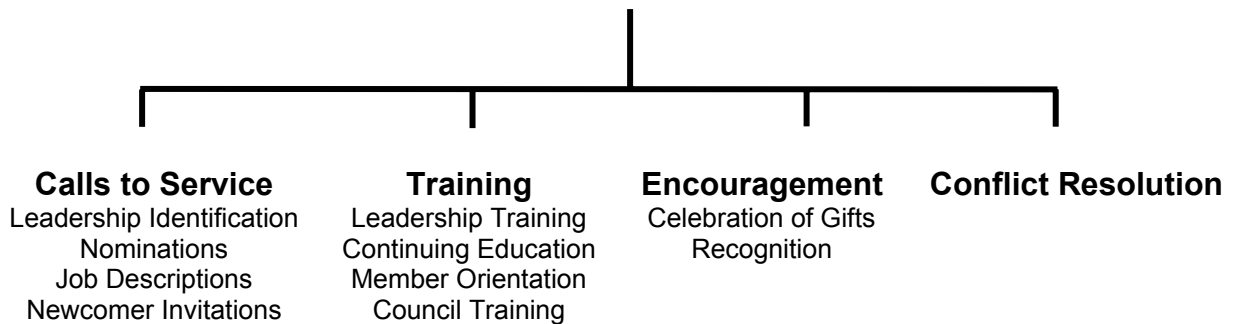 Calls to Service
Leadership Identification
Nominations
Job Descriptions
Newcomer Invitations
Training
Leadership Training
Continuing Education
Member Orientation
Council Training
Encouragement
Celebration of Gifts
Recognition
Conflict Resolution